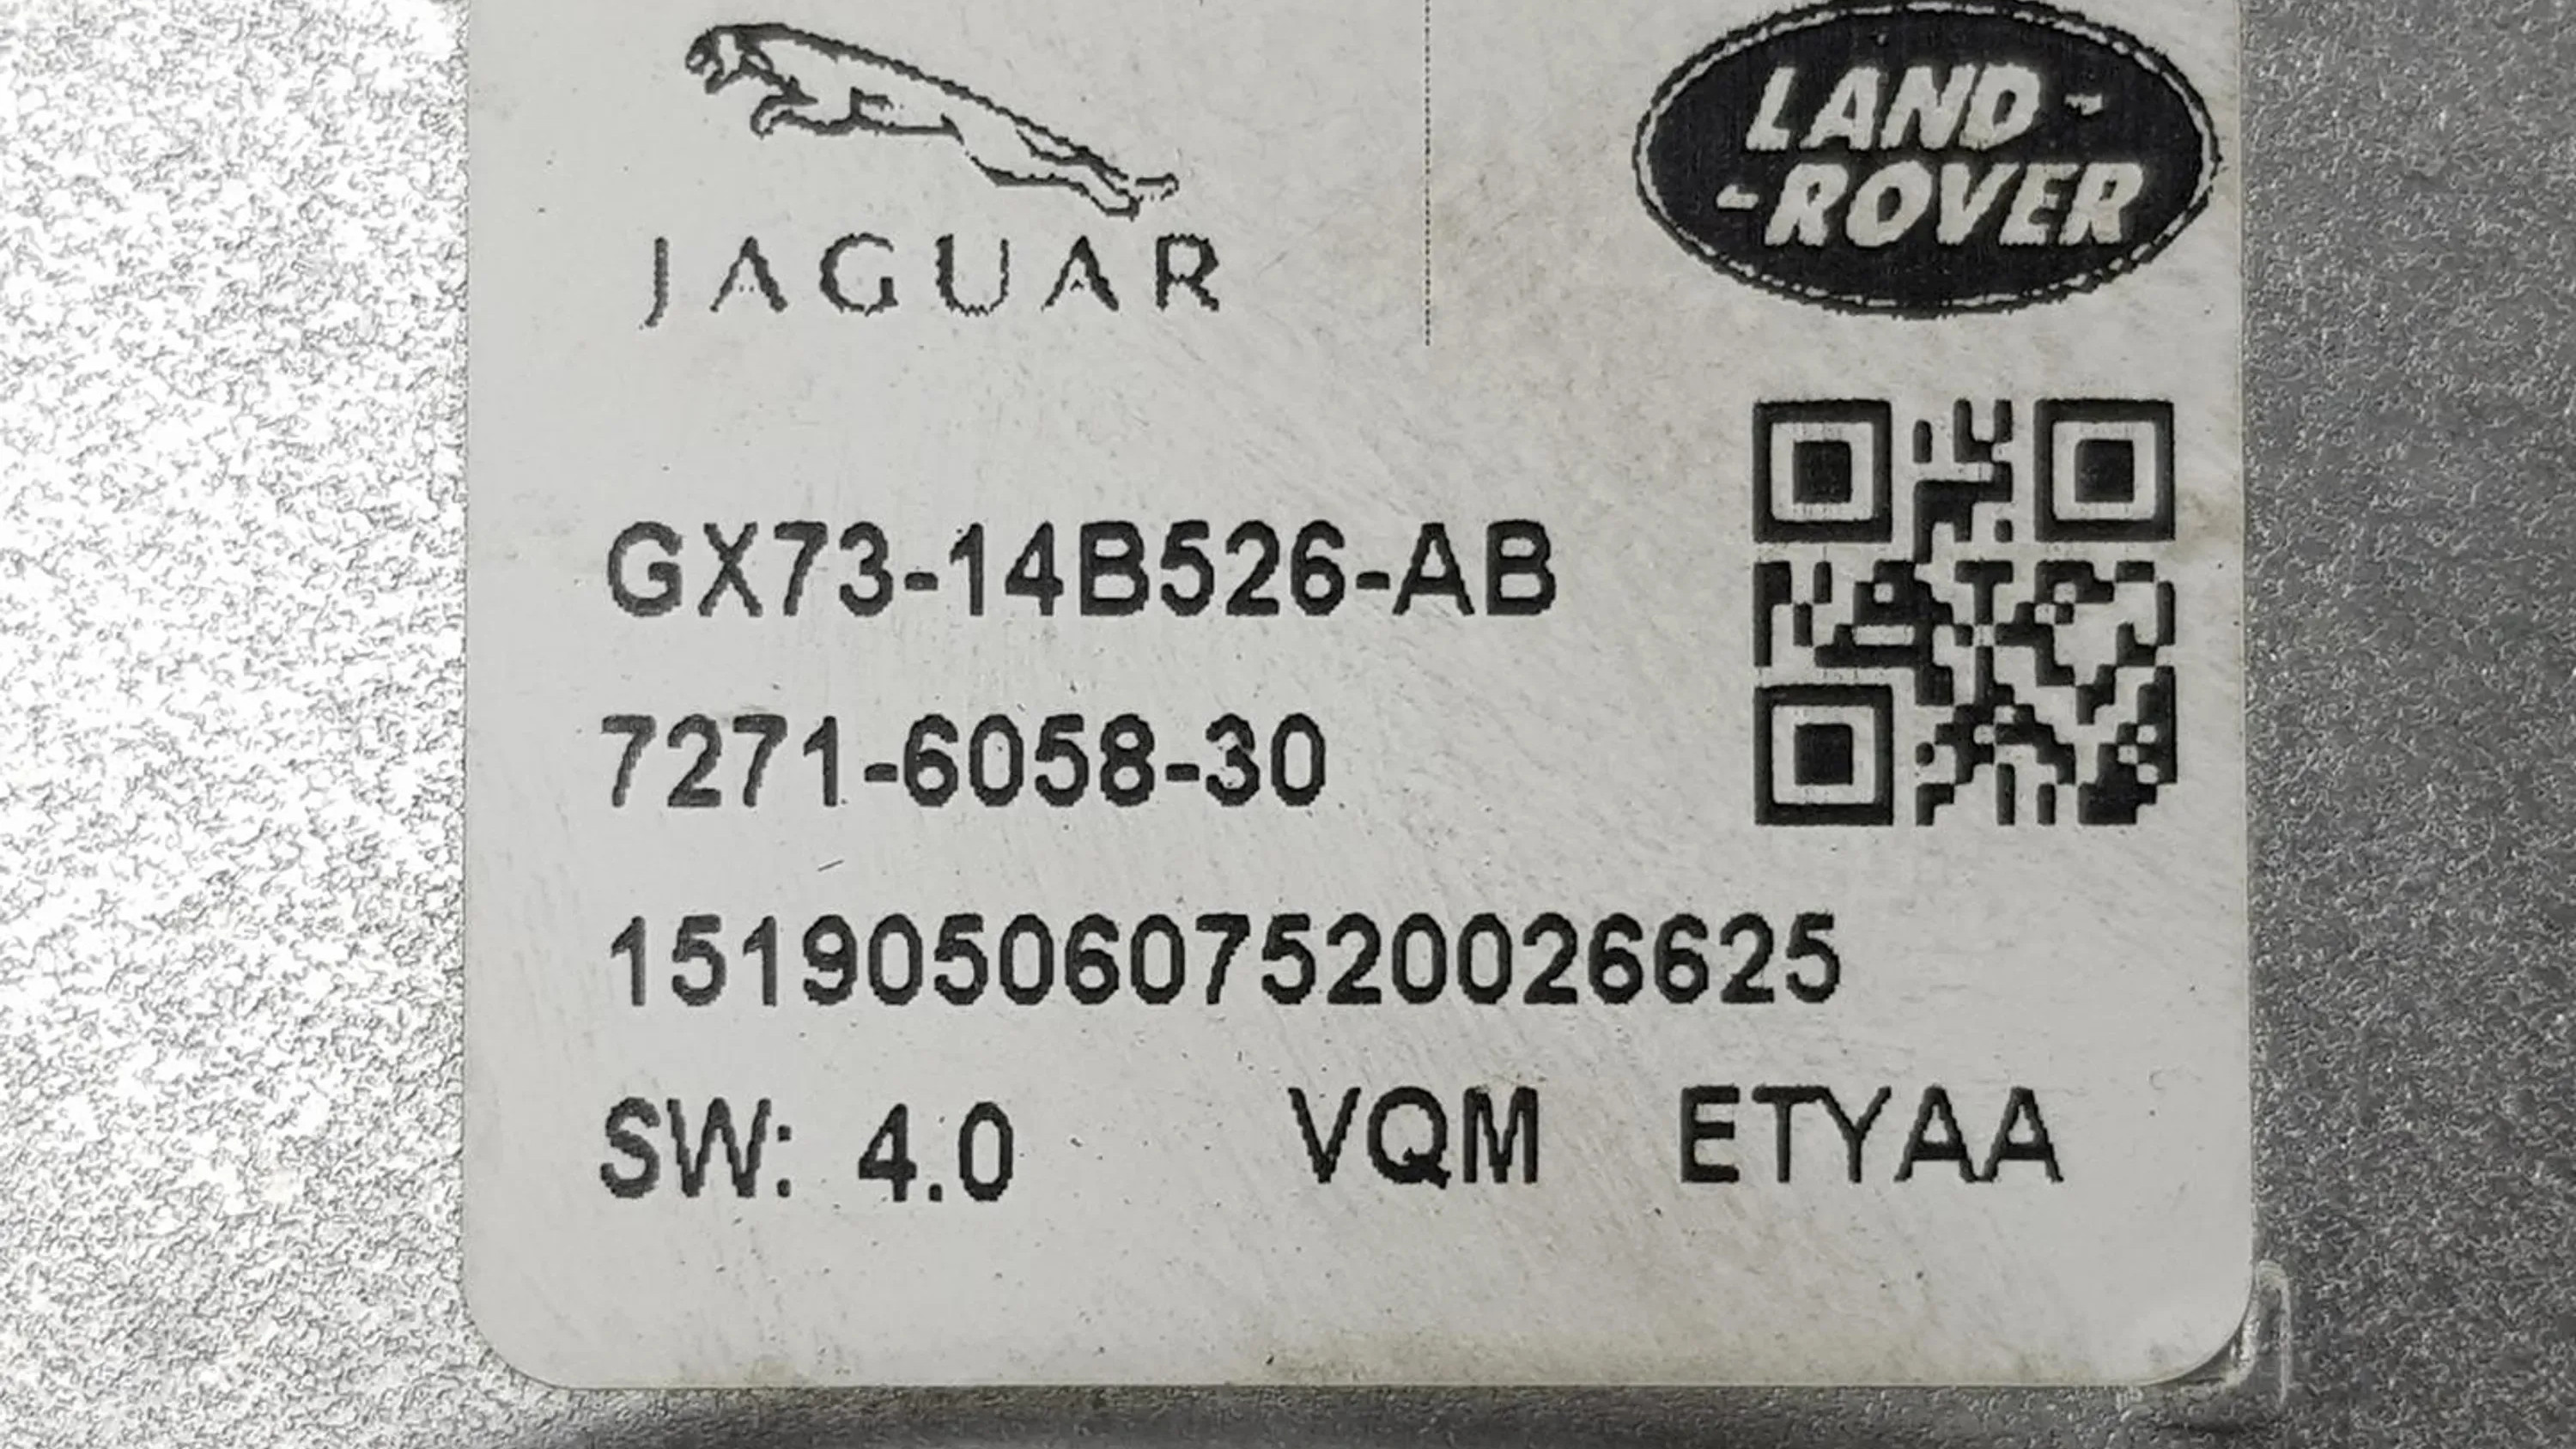 JAGUAR
LAND-
-ROVER
GX73-14B526-AB
7271-6058-30
1519050607520026625
SW: 4.0 VQM ETYAA